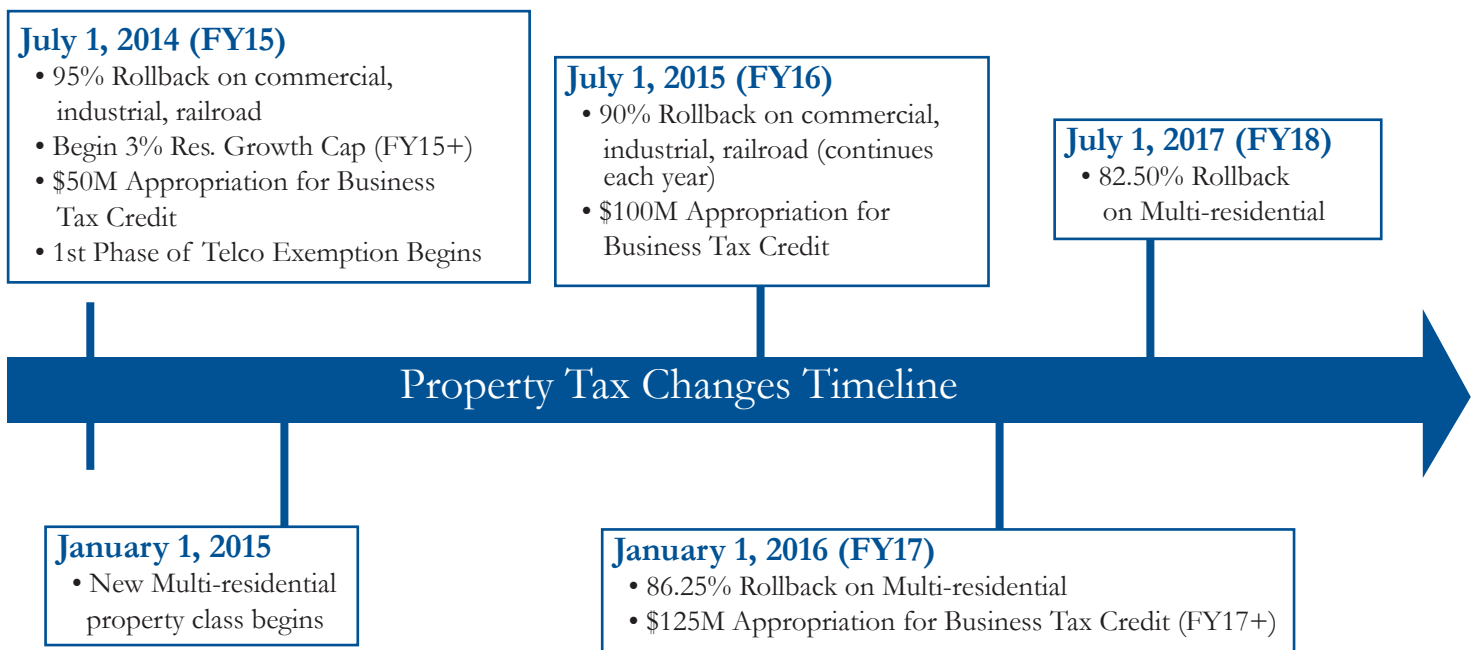 July 1, 2014 (FY15)
• 95% Rollback on commercial,
industrial, railroad
• Begin 3% Res. Growth Cap (FY15+)
• $50M Appropriation for Business
Tax Credit
• 1st Phase of Telco Exemption Begins
July 1, 2015 (FY16)
• 90% Rollback on commercial,
industrial, railroad (continues
each year)
• $100M Appropriation for
Business Tax Credit
July 1, 2017 (FY18)
• 82.50% Rollback
on Multi-residential
Property Tax Changes Timeline
January 1, 2015
• New Multi-residential
property class begins
January 1, 2016 (FY17)
• 86.25% Rollback on Multi-residential
• $125M Appropriation for Business Tax Credit (FY17+)